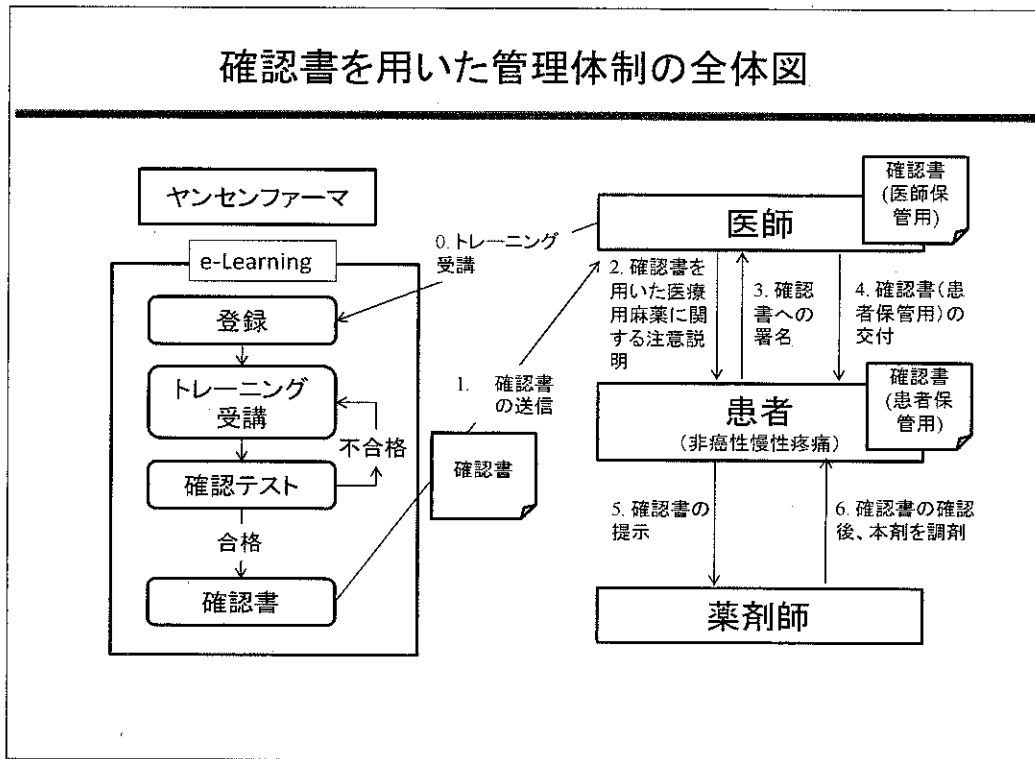 確認書を用いた管理体制の全体図
ヤンセンファーマ
e-Learning
登録
トレーニング
受講
確認テスト
不合格
合格
確認書
0. トレーニング
受講
1. 確認書
の送信
確認書
医師
確認書
(医師保
管用)
2. 確認書を
用いた医療
用麻薬に関
する注意説
明
3. 確認
書への
署名
4. 確認書(患
者保管用)の
交付
患者
(非癌性慢性疼痛)
確認書
(患者保
管用)
5. 確認書の
提示
6. 確認書の確認
後、本剤を調剤
薬剤師